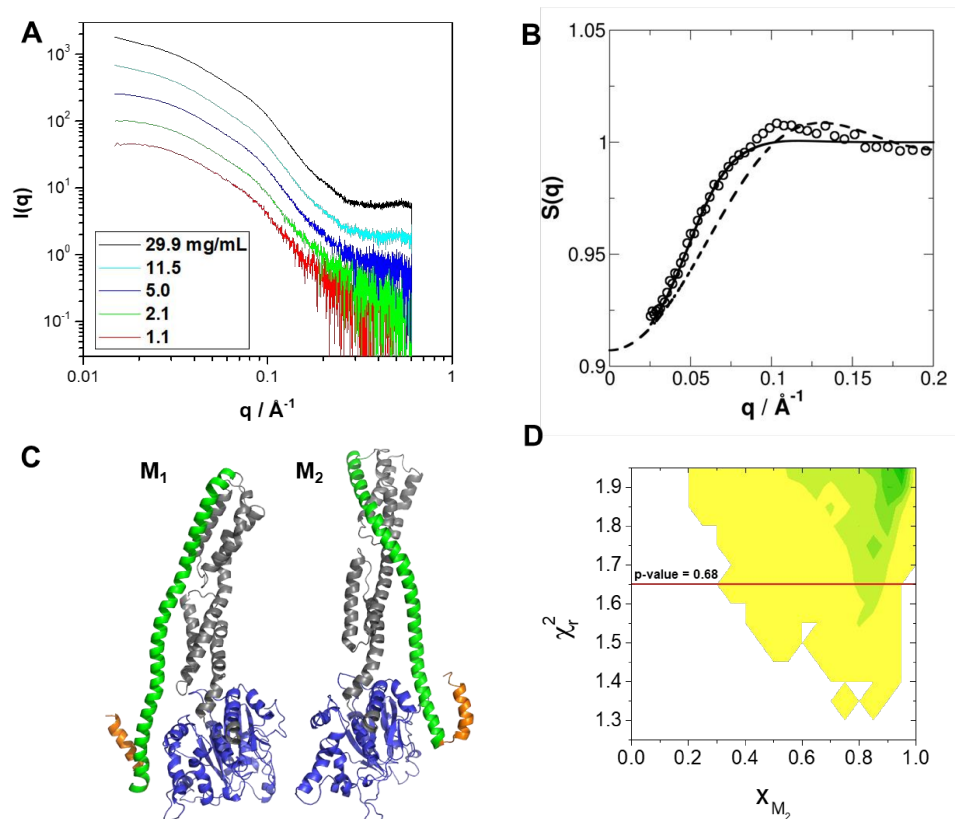 A
I(q)
10³
10²
10¹
10⁰
10⁻¹
29.9 mg/mL
11.5
5.0
2.1
1.1
0.01
0.1
1
q / Å⁻¹
B
S(q)
1.05
1
0.95
0.9
0
0.05
0.1
0.15
0.2
q / Å⁻¹
C
M₁
M₂
D
χᵣ²
1.9
1.8
1.7
1.6
1.5
1.4
1.3
p-value = 0.68
0.0
0.2
0.4
0.6
0.8
1.0
X_M₂